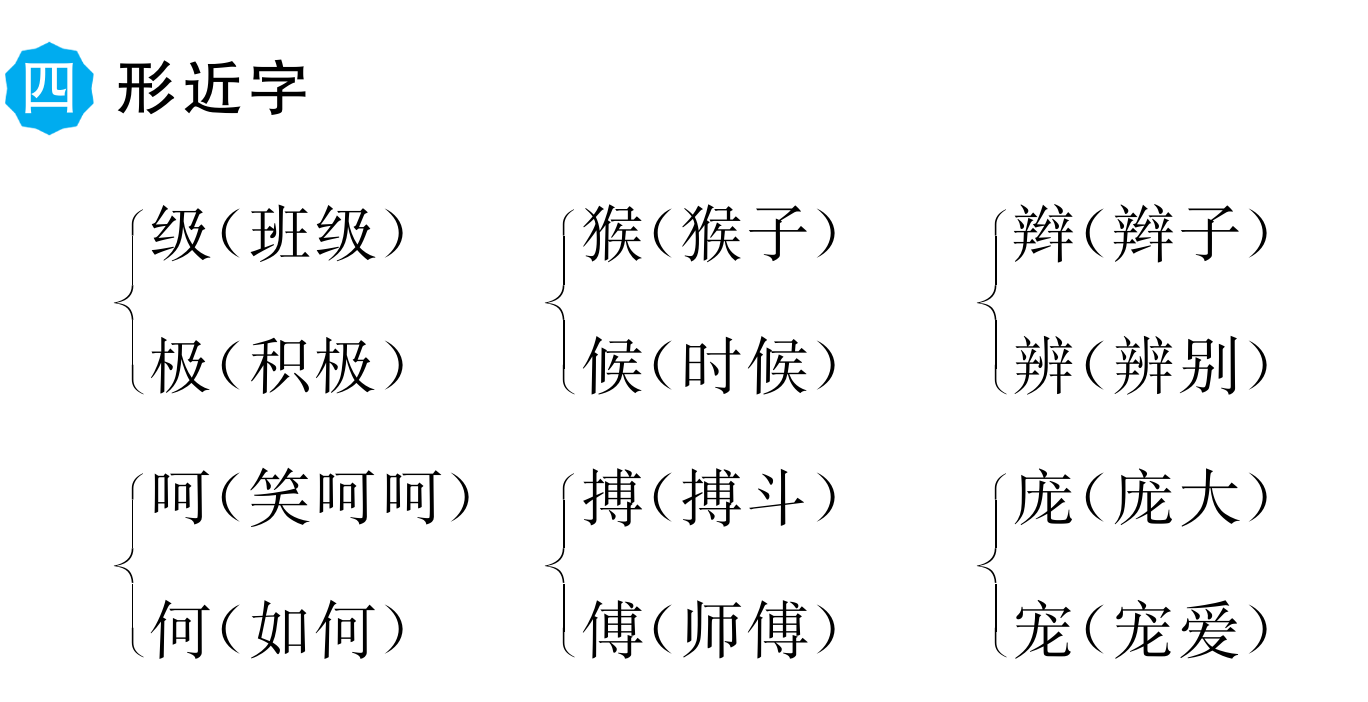 四 形近字
级(班级) 猴(猴子) 辫(辫子)
极(积极) 候(时候) 辨(辨别)
呵(笑呵呵) 搏(搏斗) 庞(庞大)
何(如何) 傅(师傅) 宠(宠爱)